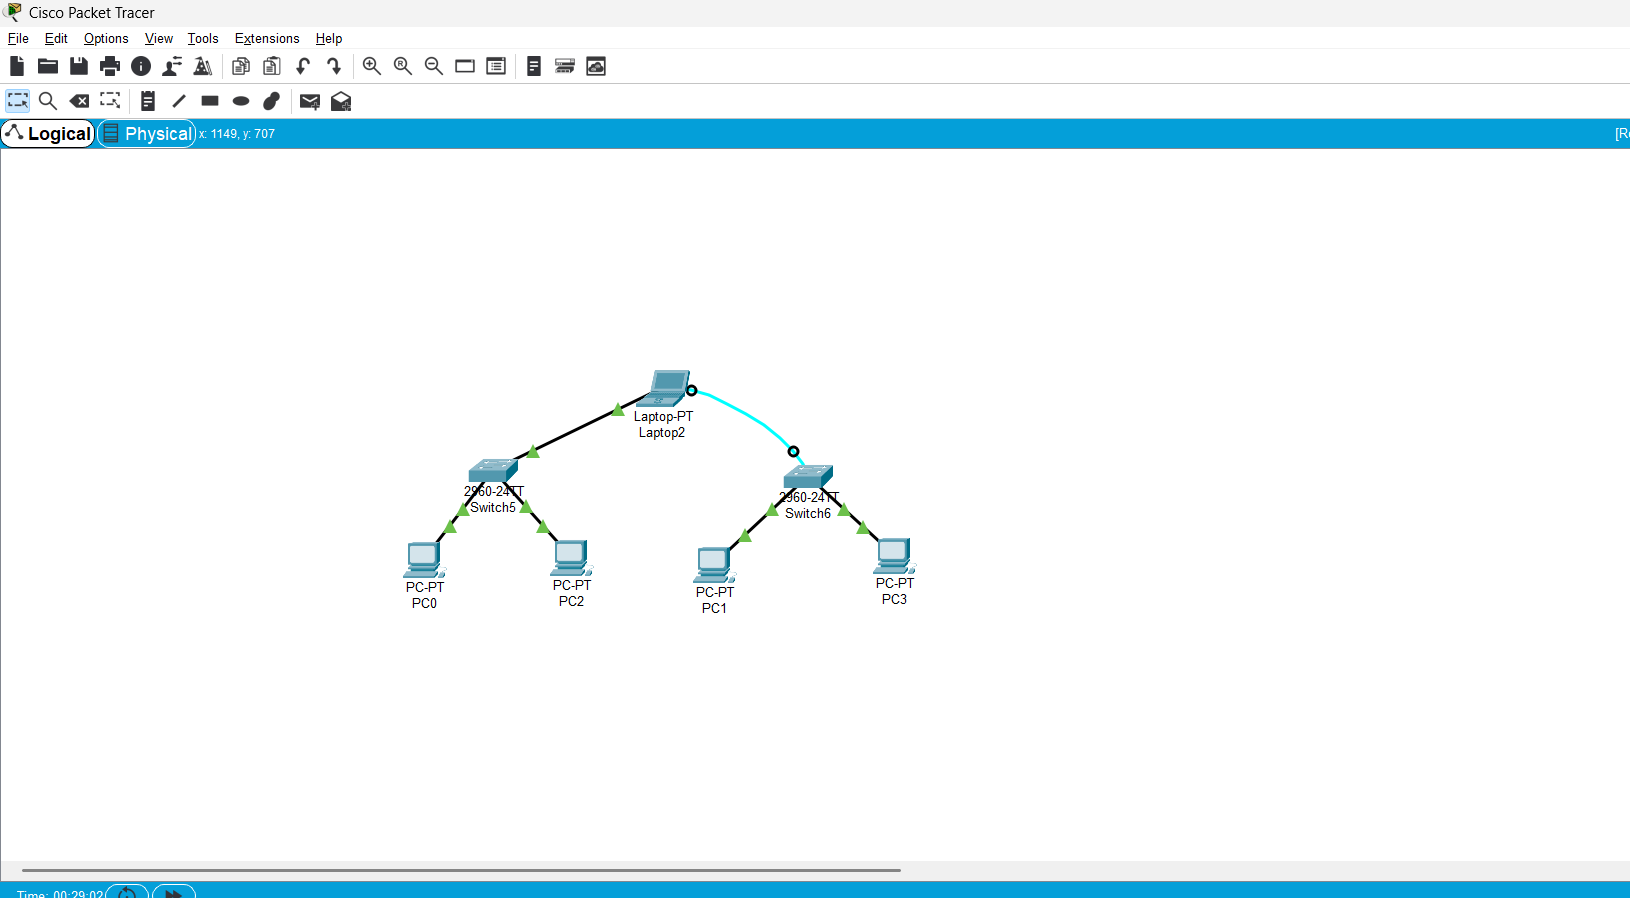 Cisco Packet Tracer
File Edit Options View Tools Extensions Help
Logical Physical x: 1149, y: 707
Laptop-PT
Laptop2
2960-24TT
Switch5
2960-24TT
Switch6
PC-PT
PC0
PC-PT
PC2
PC-PT
PC1
PC-PT
PC3
Time: 00:29:02